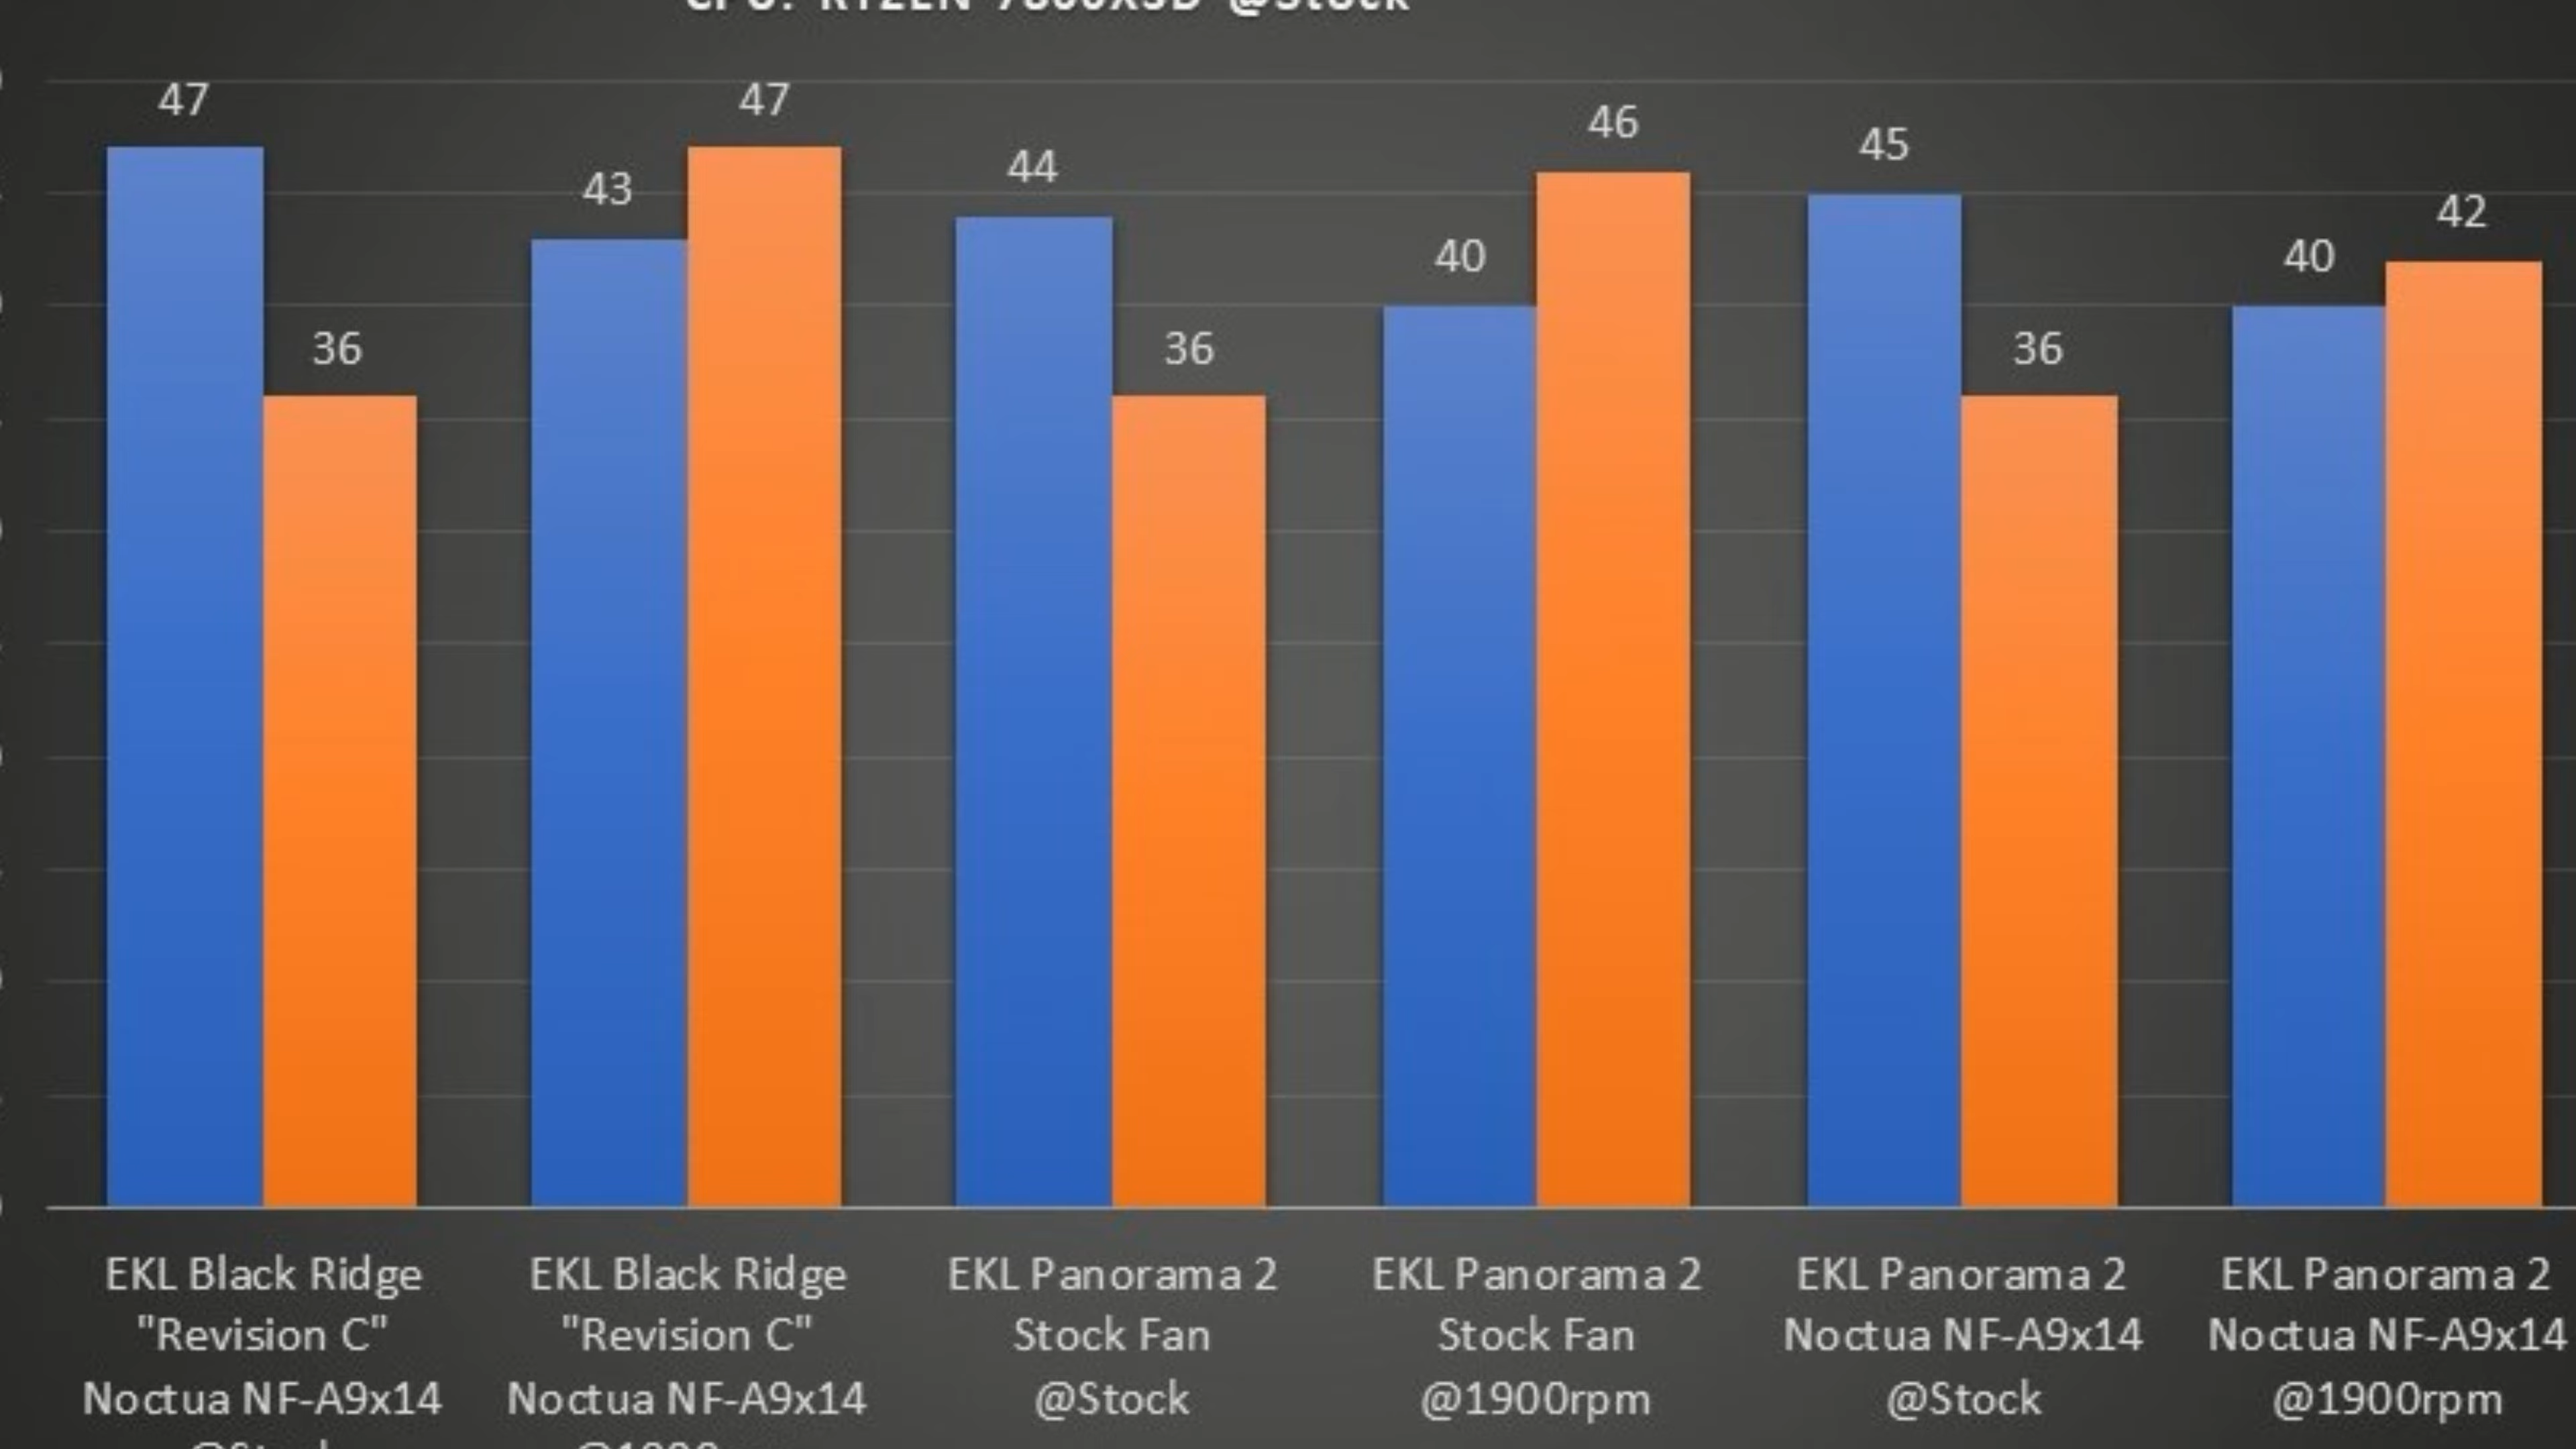 @Stock
47
36
43
47
44
36
40
46
45
36
40
42
EKL Black Ridge
"Revision C"
Noctua NF-A9x14
EKL Black Ridge
"Revision C"
Noctua NF-A9x14
EKL Panorama 2
Stock Fan
@Stock
EKL Panorama 2
Stock Fan
@1900rpm
EKL Panorama 2
Noctua NF-A9x14
@Stock
EKL Panorama 2
Noctua NF-A9x14
@1900rpm